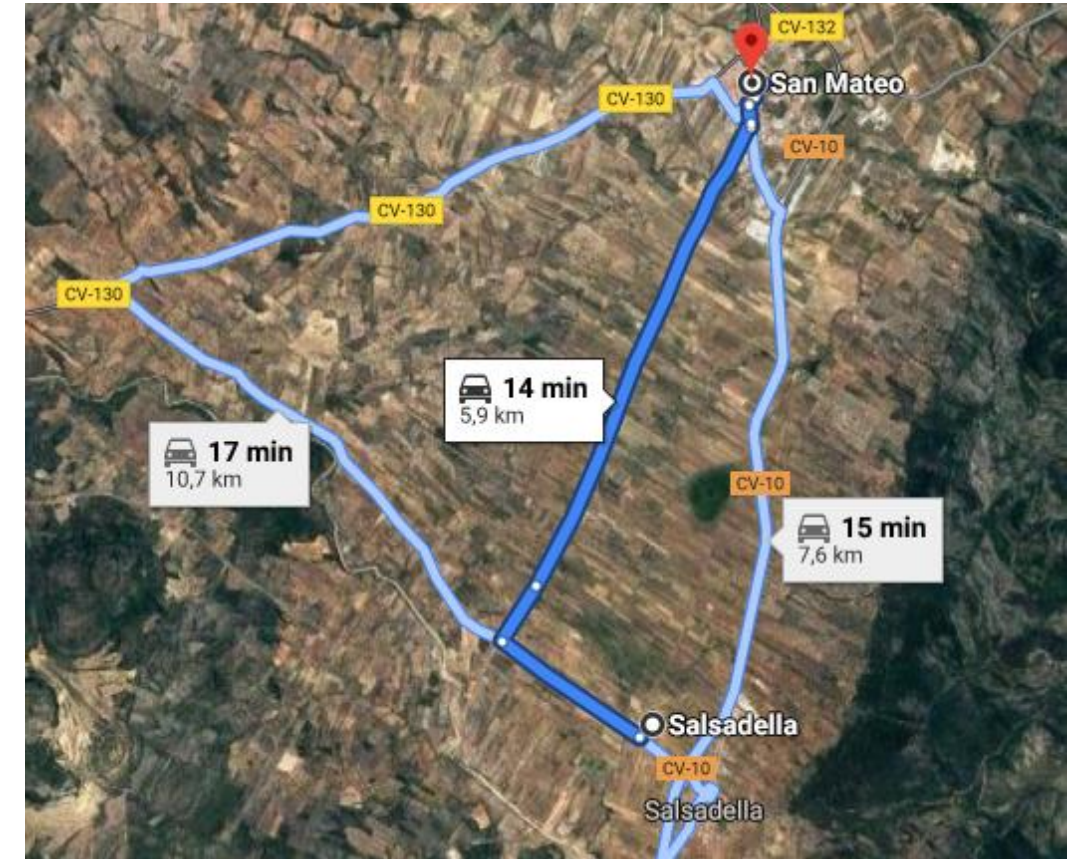 CV-132
San Mateo
CV-130
CV-10
CV-130
CV-130
14 min
5,9 km
17 min
10,7 km
CV-10
15 min
7,6 km
Salsadella
CV-10
Salsadella